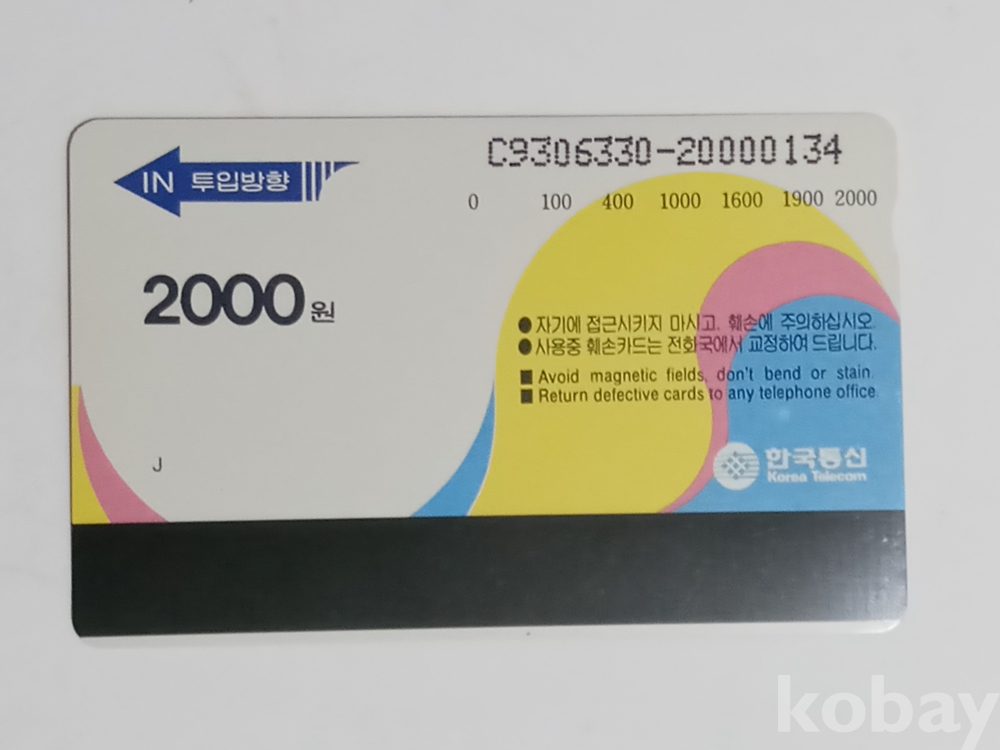 C9306330-20000134
IN 투입방향
0 100 400 1000 1600 1900 2000
2000원
●자기에 접근시키지 마시고, 훼손에 주의하십시오.
●사용중 훼손카드는 전화국에서 교정하여 드립니다.
■Avoid magnetic fields, don't bend or stain.
■Return defective cards to any telephone office.
J
한국통신
Korea Telecom
kobay